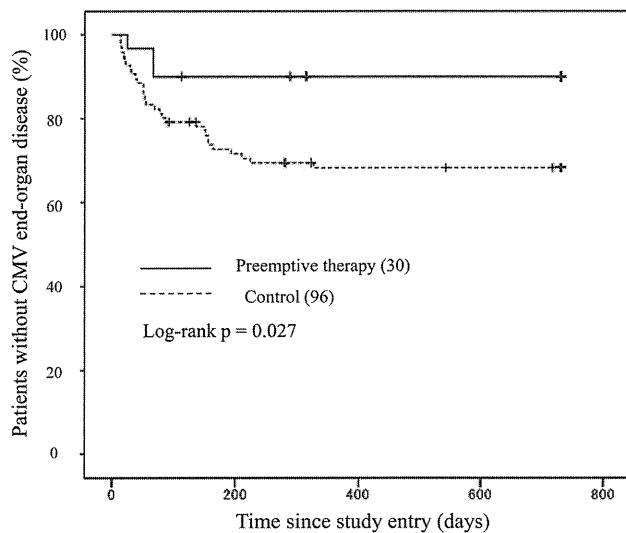 Patients without CMV end-organ disease (%)
100
80
60
40
20
0
Preemptive therapy (30)
Control (96)
Log-rank p = 0.027
0
200
400
600
800
Time since study entry (days)